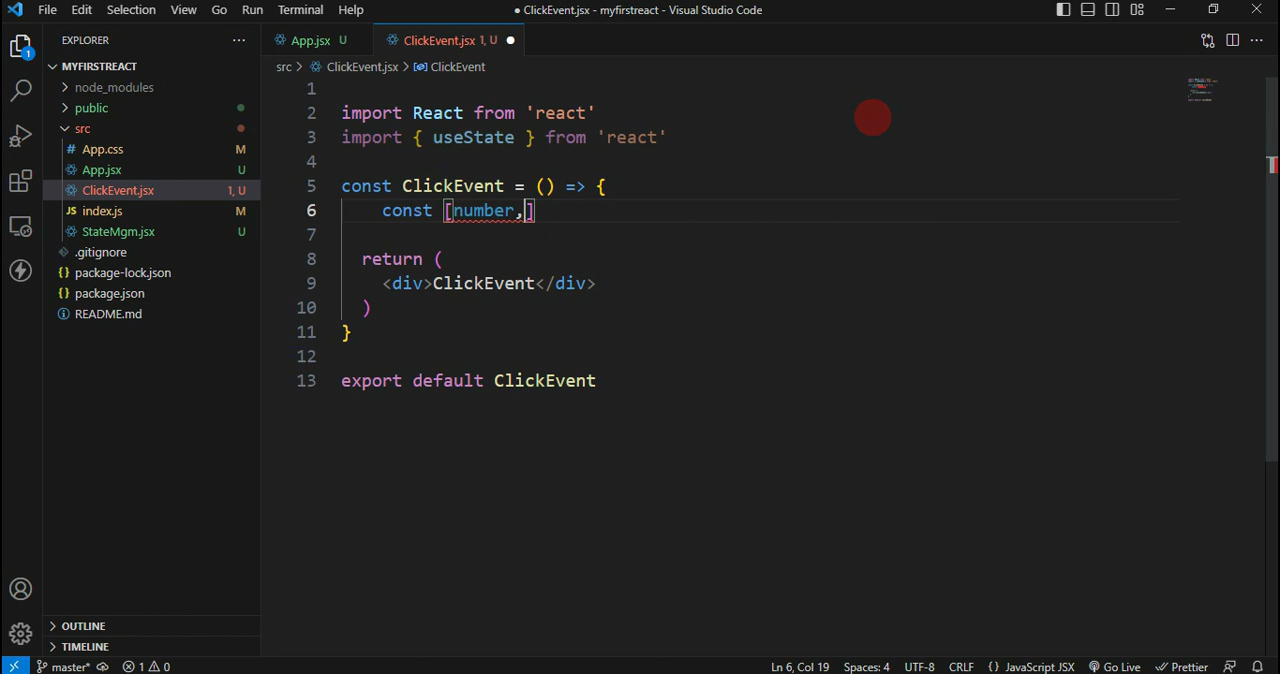 File Edit Selection View Go Run Terminal Help
● ClickEvent.jsx - myfirstreact - Visual Studio Code
EXPLORER ...
App.jsx U
ClickEvent.jsx 1, U ●
src > ClickEvent.jsx > ClickEvent
1
MYFIRSTREACT
node_modules
public
src
App.css M
App.jsx U
ClickEvent.jsx 1, U
JS index.js M
StateMgm.jsx U
.gitignore
{} package-lock.json
{} package.json
README.md
OUTLINE
TIMELINE
1
2 import React from 'react'
3 import { useState } from 'react'
4
5 const ClickEvent = () => {
6 const [number,]
7
8 return (
9 <div>ClickEvent</div>
10 )
11 }
12
13 export default ClickEvent
master* 1 0
Ln 6, Col 19 Spaces: 4 UTF-8 CRLF {} JavaScript JSX Go Live Prettier